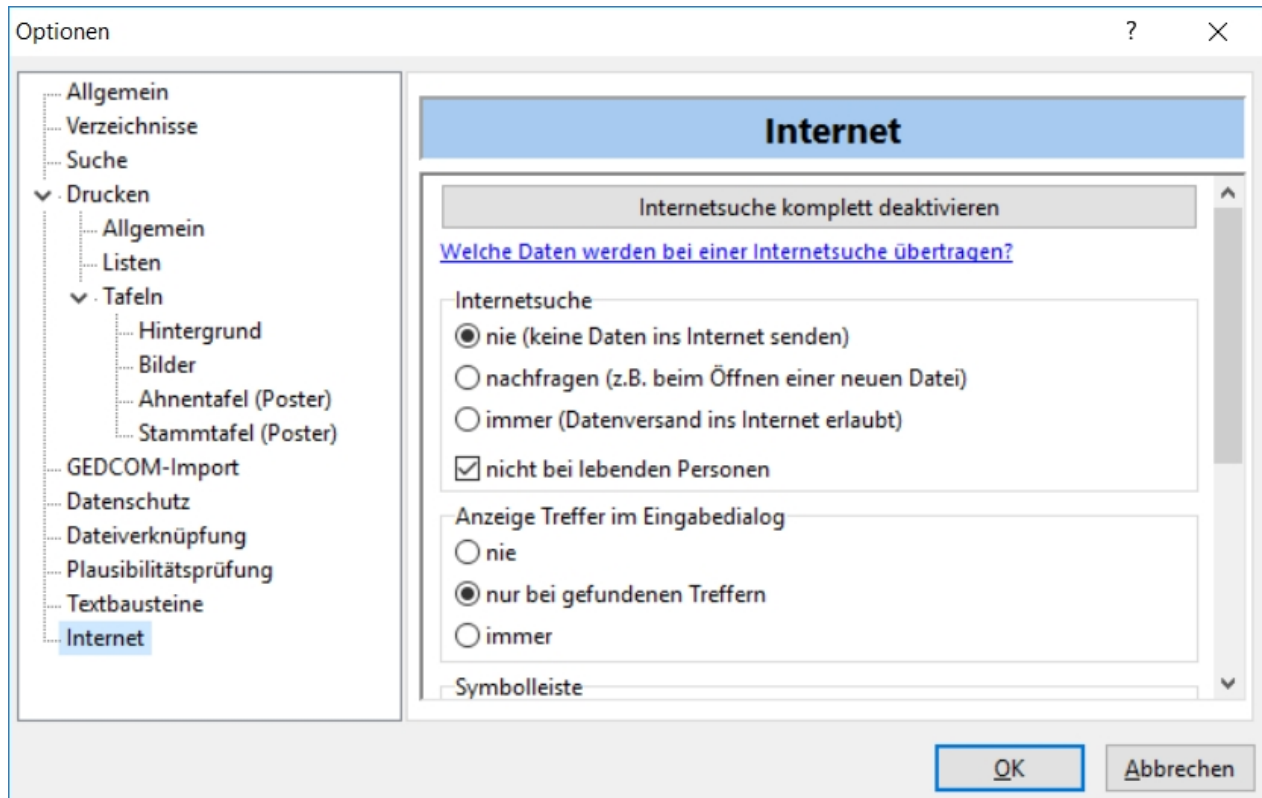 Optionen
?
Allgemein
Verzeichnisse
Suche
Drucken
Allgemein
Listen
Tafeln
Hintergrund
Bilder
Ahnentafel (Poster)
Stammtafel (Poster)
GEDCOM-Import
Datenschutz
Dateiverknüpfung
Plausibilitätsprüfung
Textbausteine
Internet
Internet
Internetsuche komplett deaktivieren
Welche Daten werden bei einer Internetsuche übertragen?
Internetsuche
nie (keine Daten ins Internet senden)
nachfragen (z.B. beim Öffnen einer neuen Datei)
immer (Datenversand ins Internet erlaubt)
nicht bei lebenden Personen
Anzeige Treffer im Eingabedialog
nie
nur bei gefundenen Treffern
immer
Symbolleiste
OK
Abbrechen